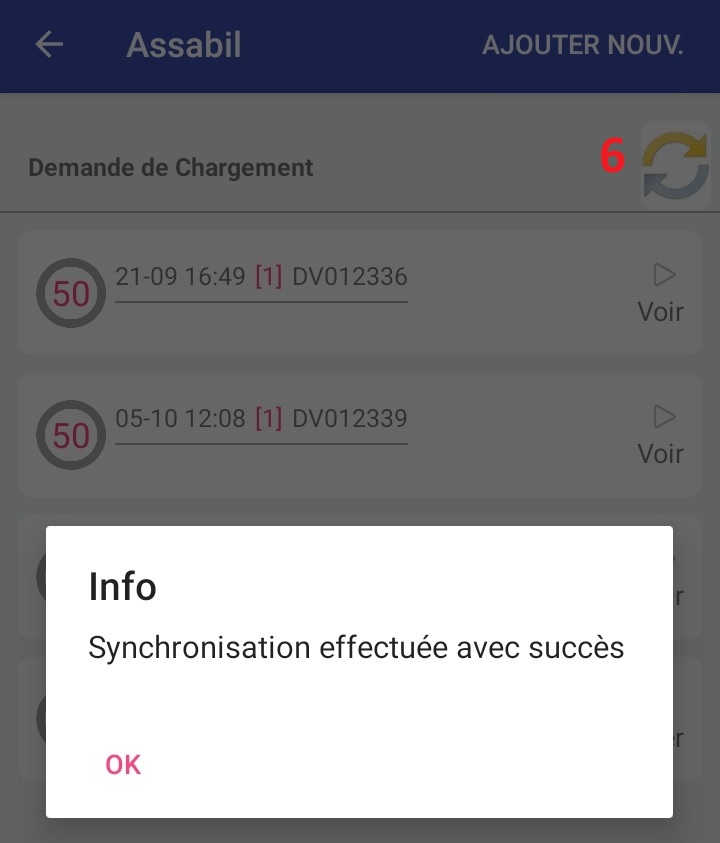 Assabil
AJOUTER NOUV.
Demande de Chargement
6
50
21-09 16:49 [1] DV012336
Voir
50
05-10 12:08 [1] DV012339
Voir
Info
Synchronisation effectuée avec succès
OK